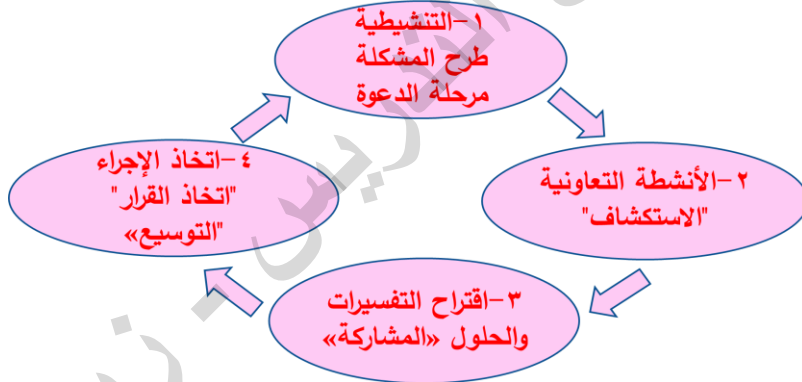 ١-التنشيطية
طرح المشكلة
مرحلة الدعوة
٢-الأنشطة التعاونية
"الاستكشاف"
٣-اقتراح التفسيرات
والحلول «المشاركة»
٤-اتخاذ الإجراء
"اتخاذ القرار"
"التوسيع»
التدريس -